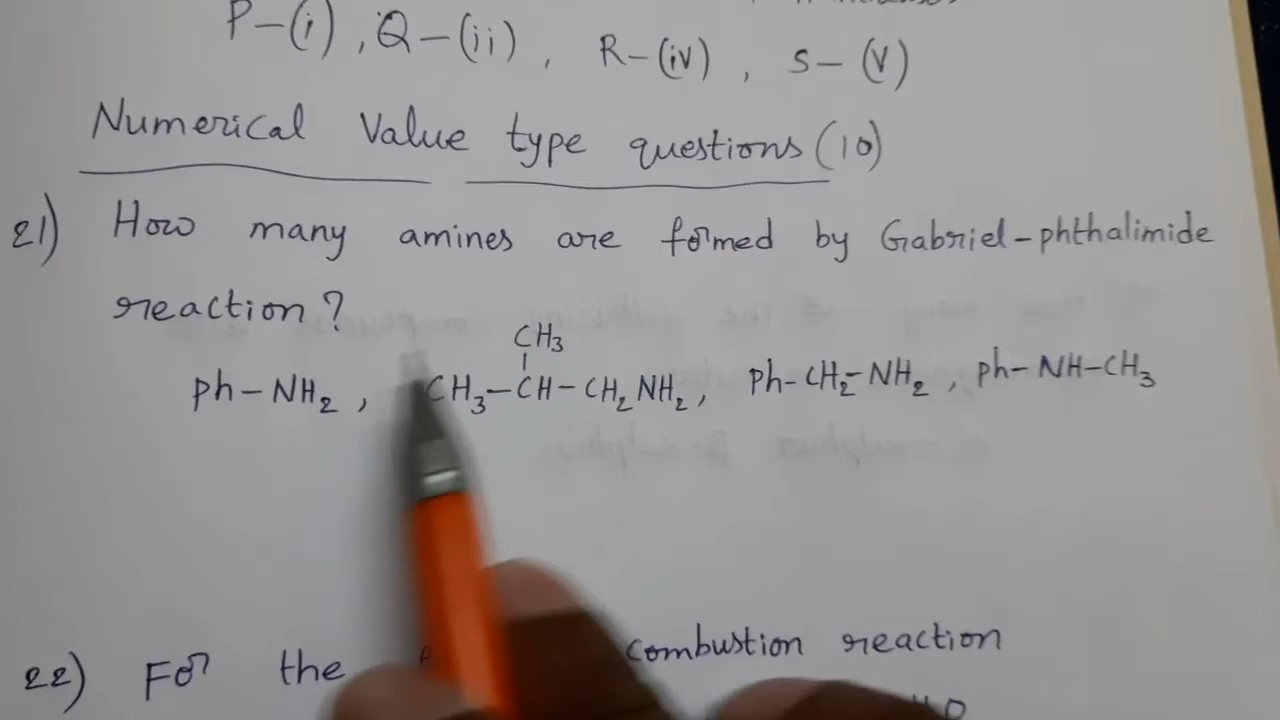 P-(i), Q-(ii), R-(iv), S-(V)
Numerical Value type questions (10)
21) How many amines are formed by Gabriel-phthalimide
reaction?
CH3
Ph-NH2, CH3-CH-CH2NH2, Ph-CH2-NH2, Ph-NH-CH3
22) For the combustion reaction